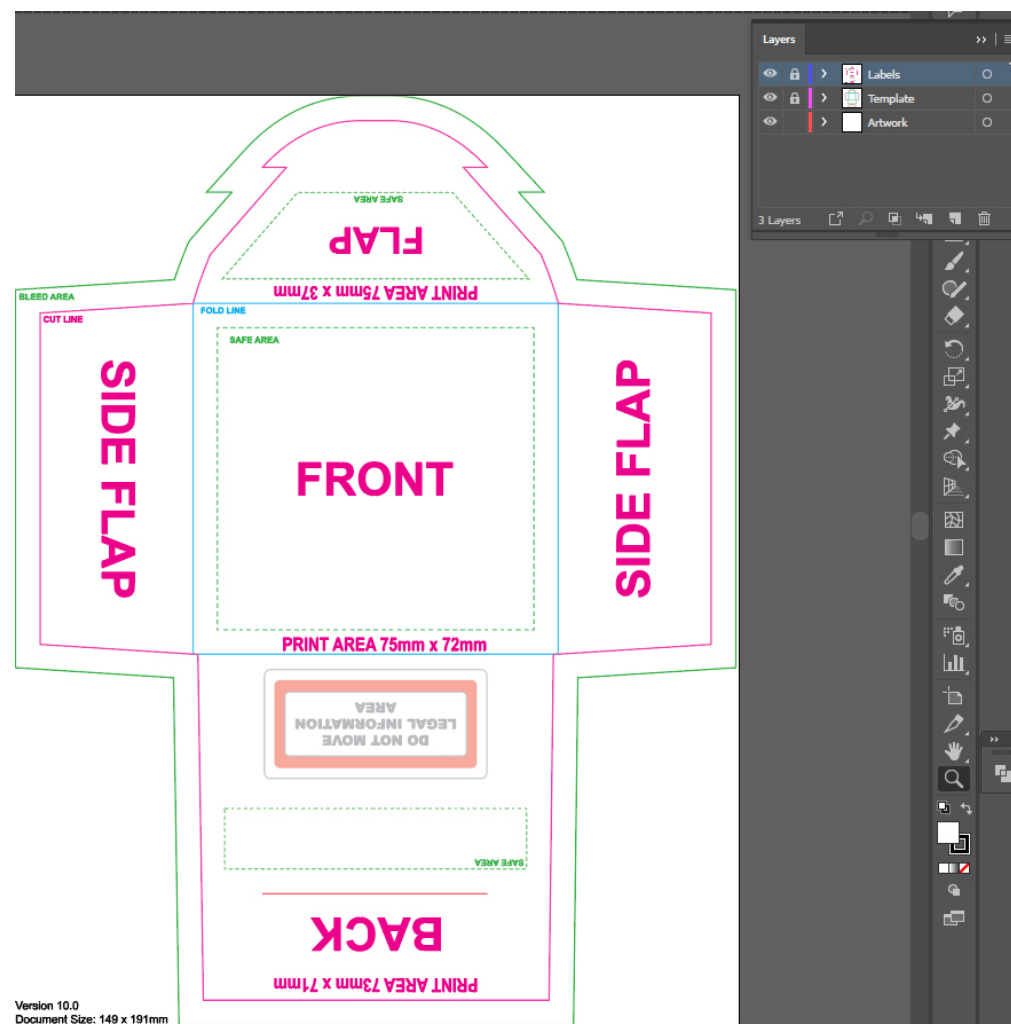 Layers
Labels
Template
Artwork
3 Layers
SAFE AREA
FLAP
PRINT AREA 75mm x 37mm
BLEED AREA
CUT LINE
FOLD LINE
SAFE AREA
SIDE FLAP
FRONT
SIDE FLAP
PRINT AREA 75mm x 72mm
DO NOT MOVE
LEGAL INFORMATION
AREA
SAFE AREA
BACK
PRINT AREA 73mm x 71mm
Version 10.0
Document Size: 149 x 191mm